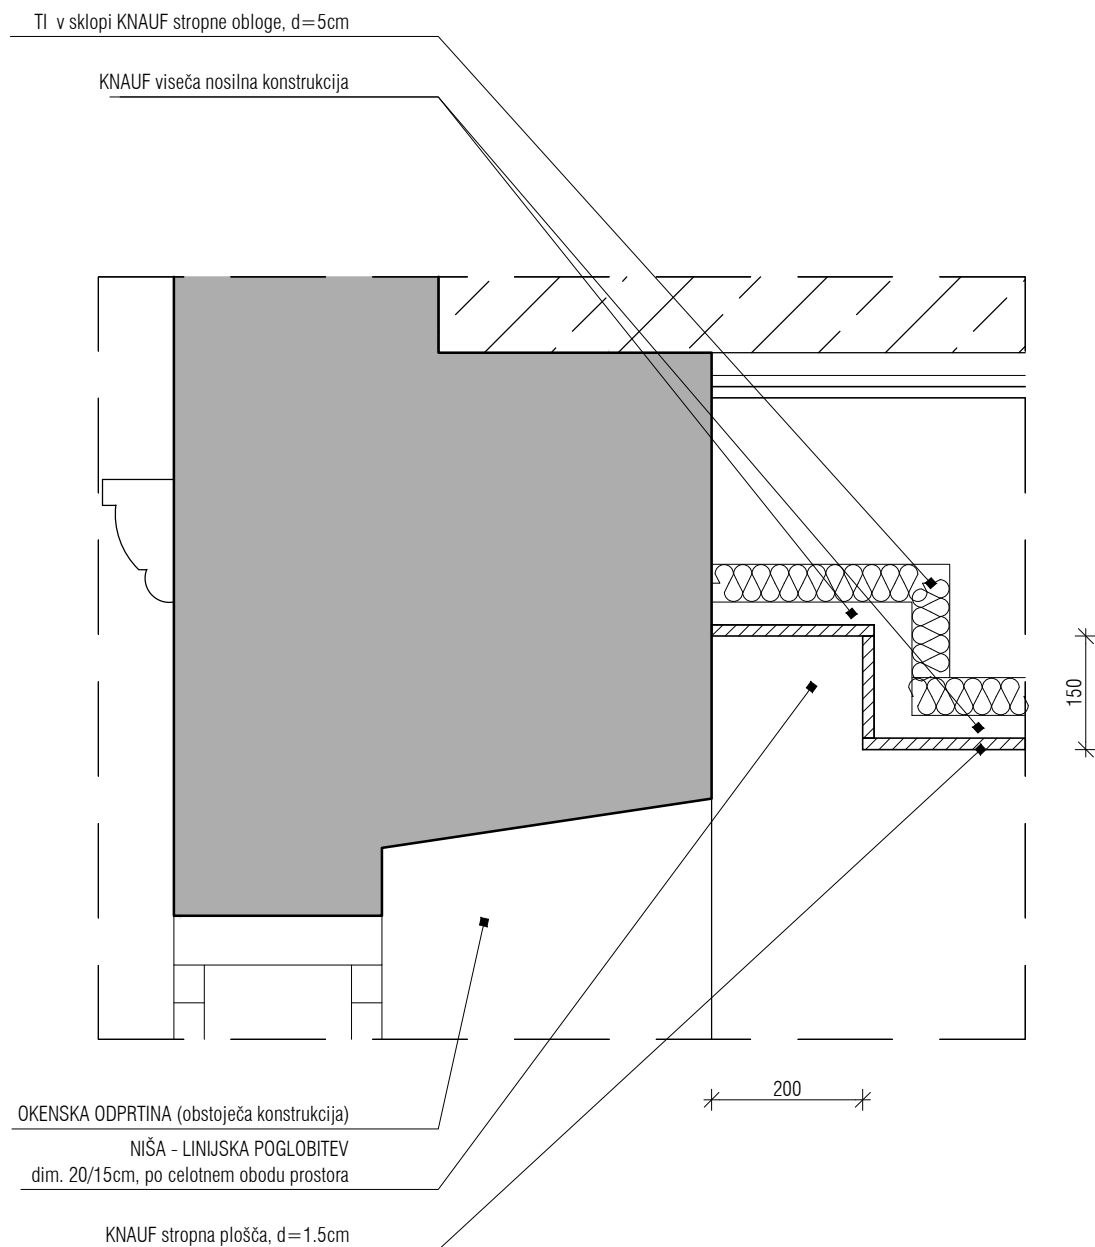 TI v sklopi KNAUF stropne obloge, d=5cm
KNAUF viseča nosilna konstrukcija
150
200
OKENSKA ODPRTINA (obstoječa konstrukcija)
NIŠA - LINIJSKA POGLOBITEV
dim. 20/15cm, po celotnem obodu prostora
KNAUF stropna plošča, d=1.5cm